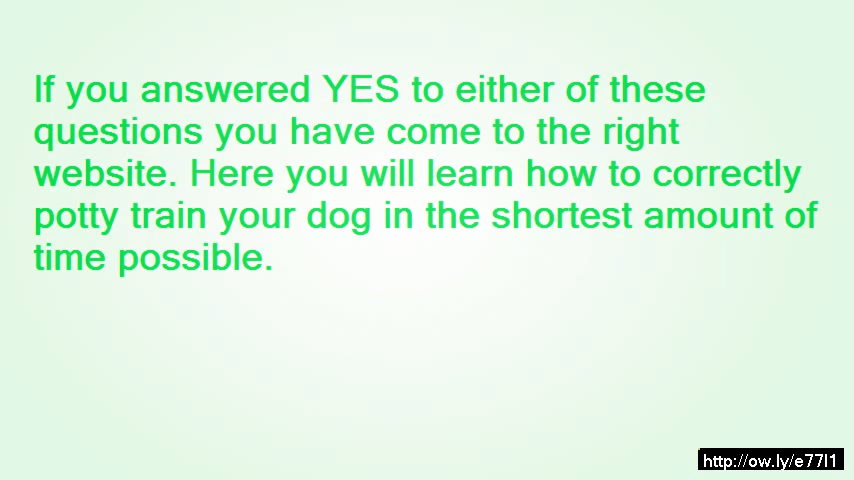 If you answered YES to either of these
questions you have come to the right
website. Here you will learn how to correctly
potty train your dog in the shortest amount of
time possible.
http://ow.ly/e77l1